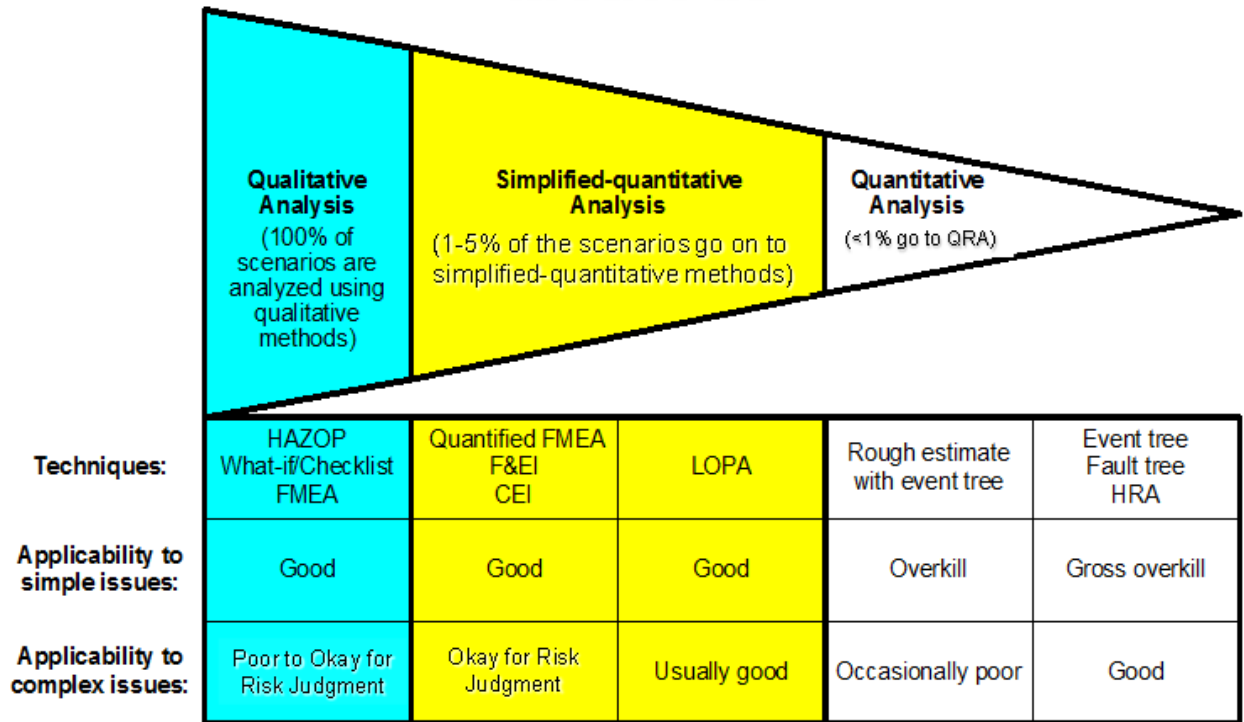 Qualitative
Analysis
(100% of
scenarios are
analyzed using
qualitative
methods)
Simplified-quantitative
Analysis
(1-5% of the scenarios go on to
simplified-quantitative methods)
Quantitative
Analysis
(<1% go to QRA)
Techniques:
HAZOP
What-if/Checklist
FMEA
Quantified FMEA
F&EI
CEI
LOPA
Rough estimate
with event tree
Event tree
Fault tree
HRA
Applicability to
simple issues:
Good
Good
Good
Overkill
Gross overkill
Applicability to
complex issues:
Poor to Okay for
Risk Judgment
Okay for Risk
Judgment
Usually good
Occasionally poor
Good